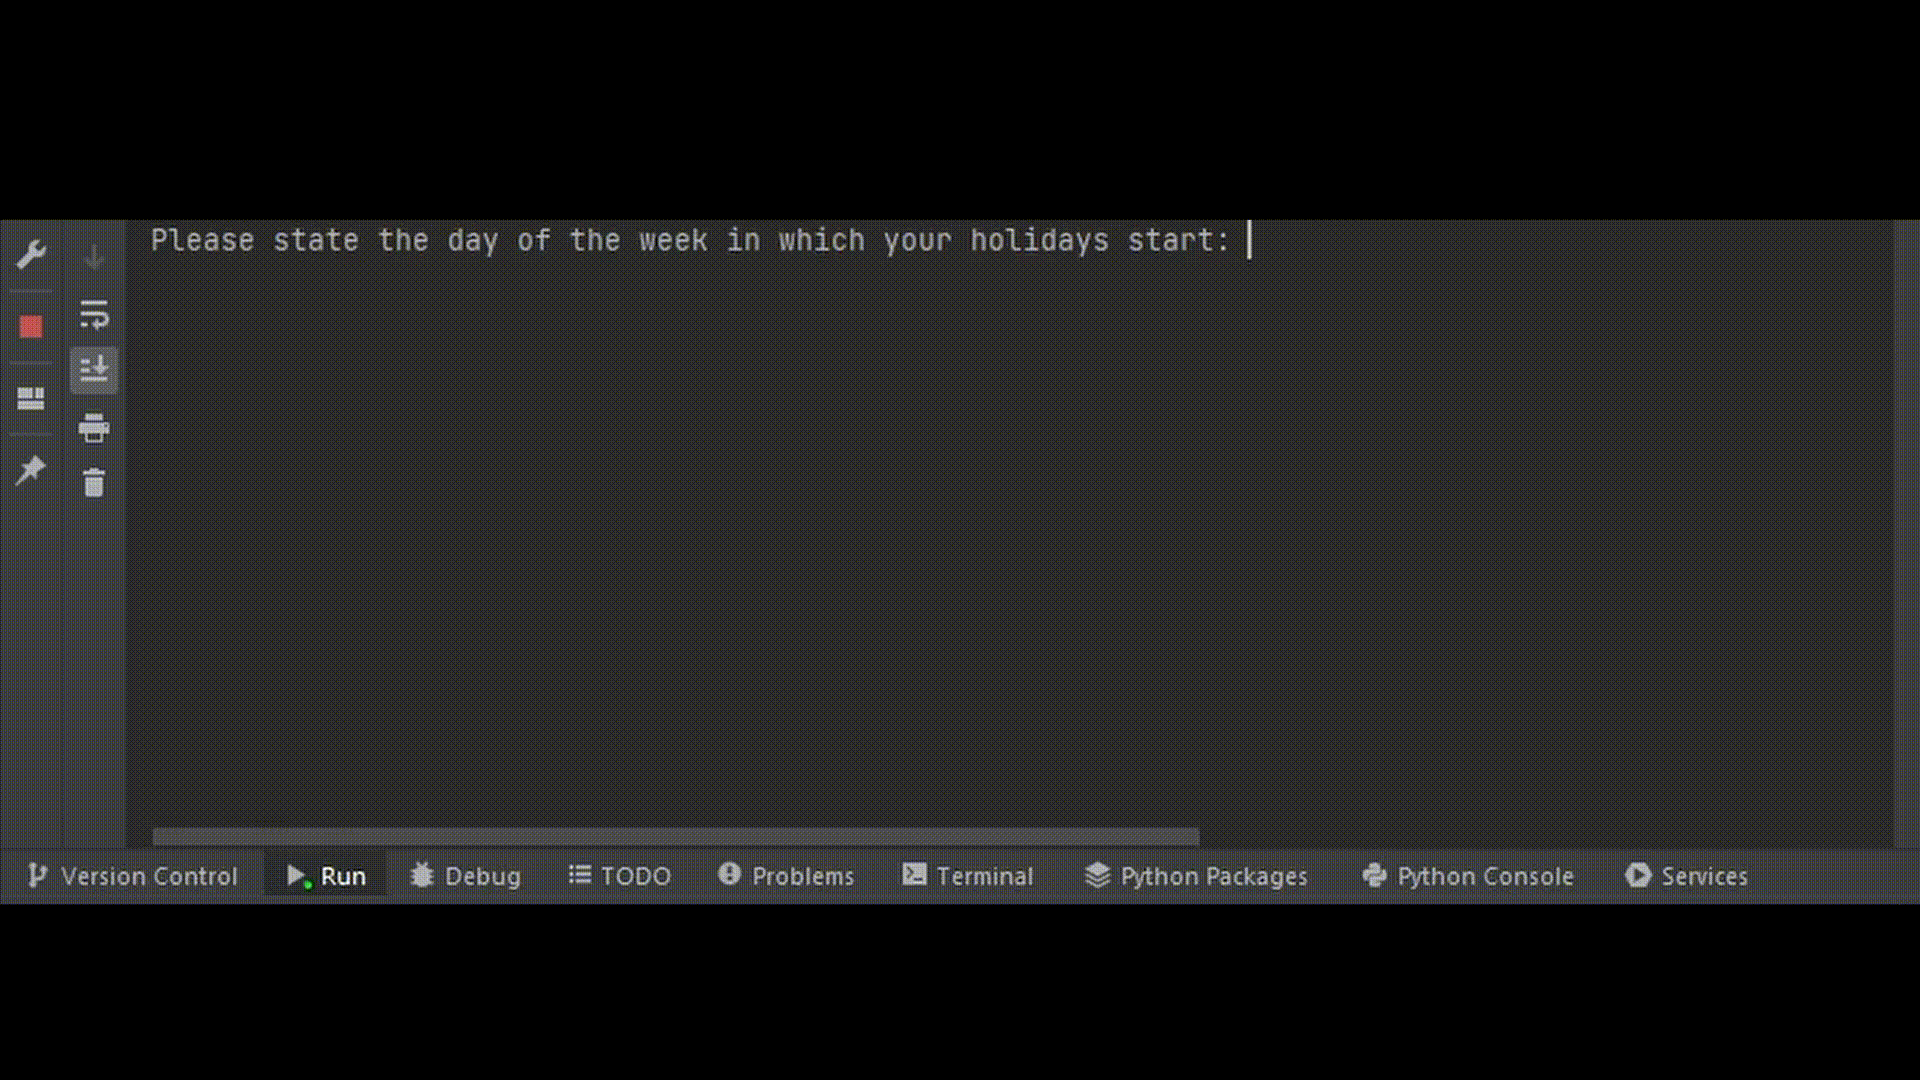 Please state the day of the week in which your holidays start:
Version Control Run Debug TODO Problems Terminal Python Packages Python Console Services